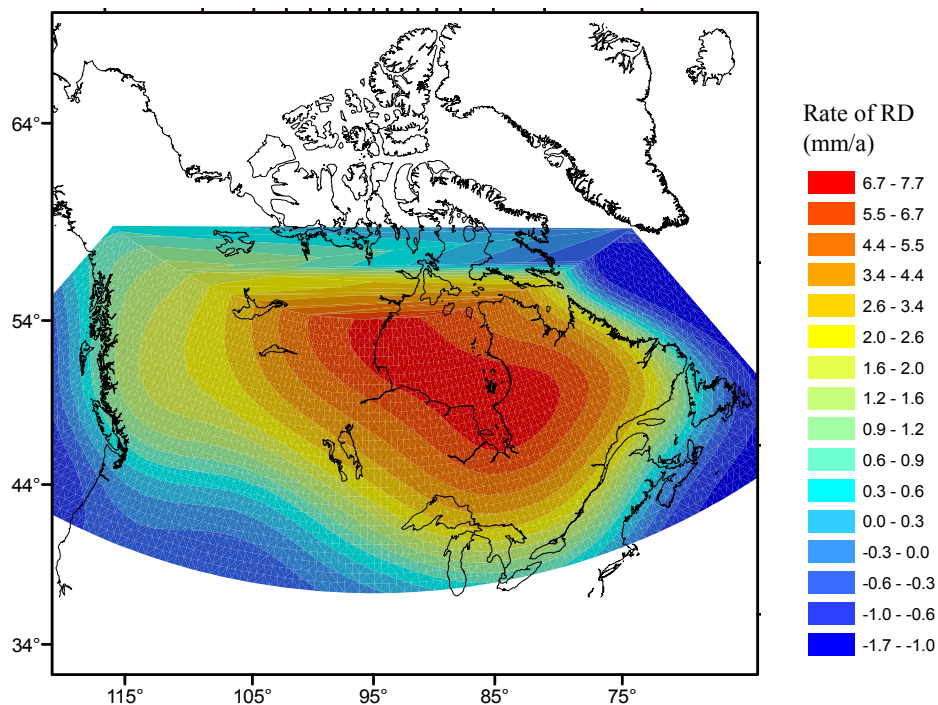 64°
54°
44°
34°
115°
105°
95°
85°
75°
Rate of RD
(mm/a)
6.7 - 7.7
5.5 - 6.7
4.4 - 5.5
3.4 - 4.4
2.6 - 3.4
2.0 - 2.6
1.6 - 2.0
1.2 - 1.6
0.9 - 1.2
0.6 - 0.9
0.3 - 0.6
0.0 - 0.3
-0.3 - 0.0
-0.6 - -0.3
-1.0 - -0.6
-1.7 - -1.0